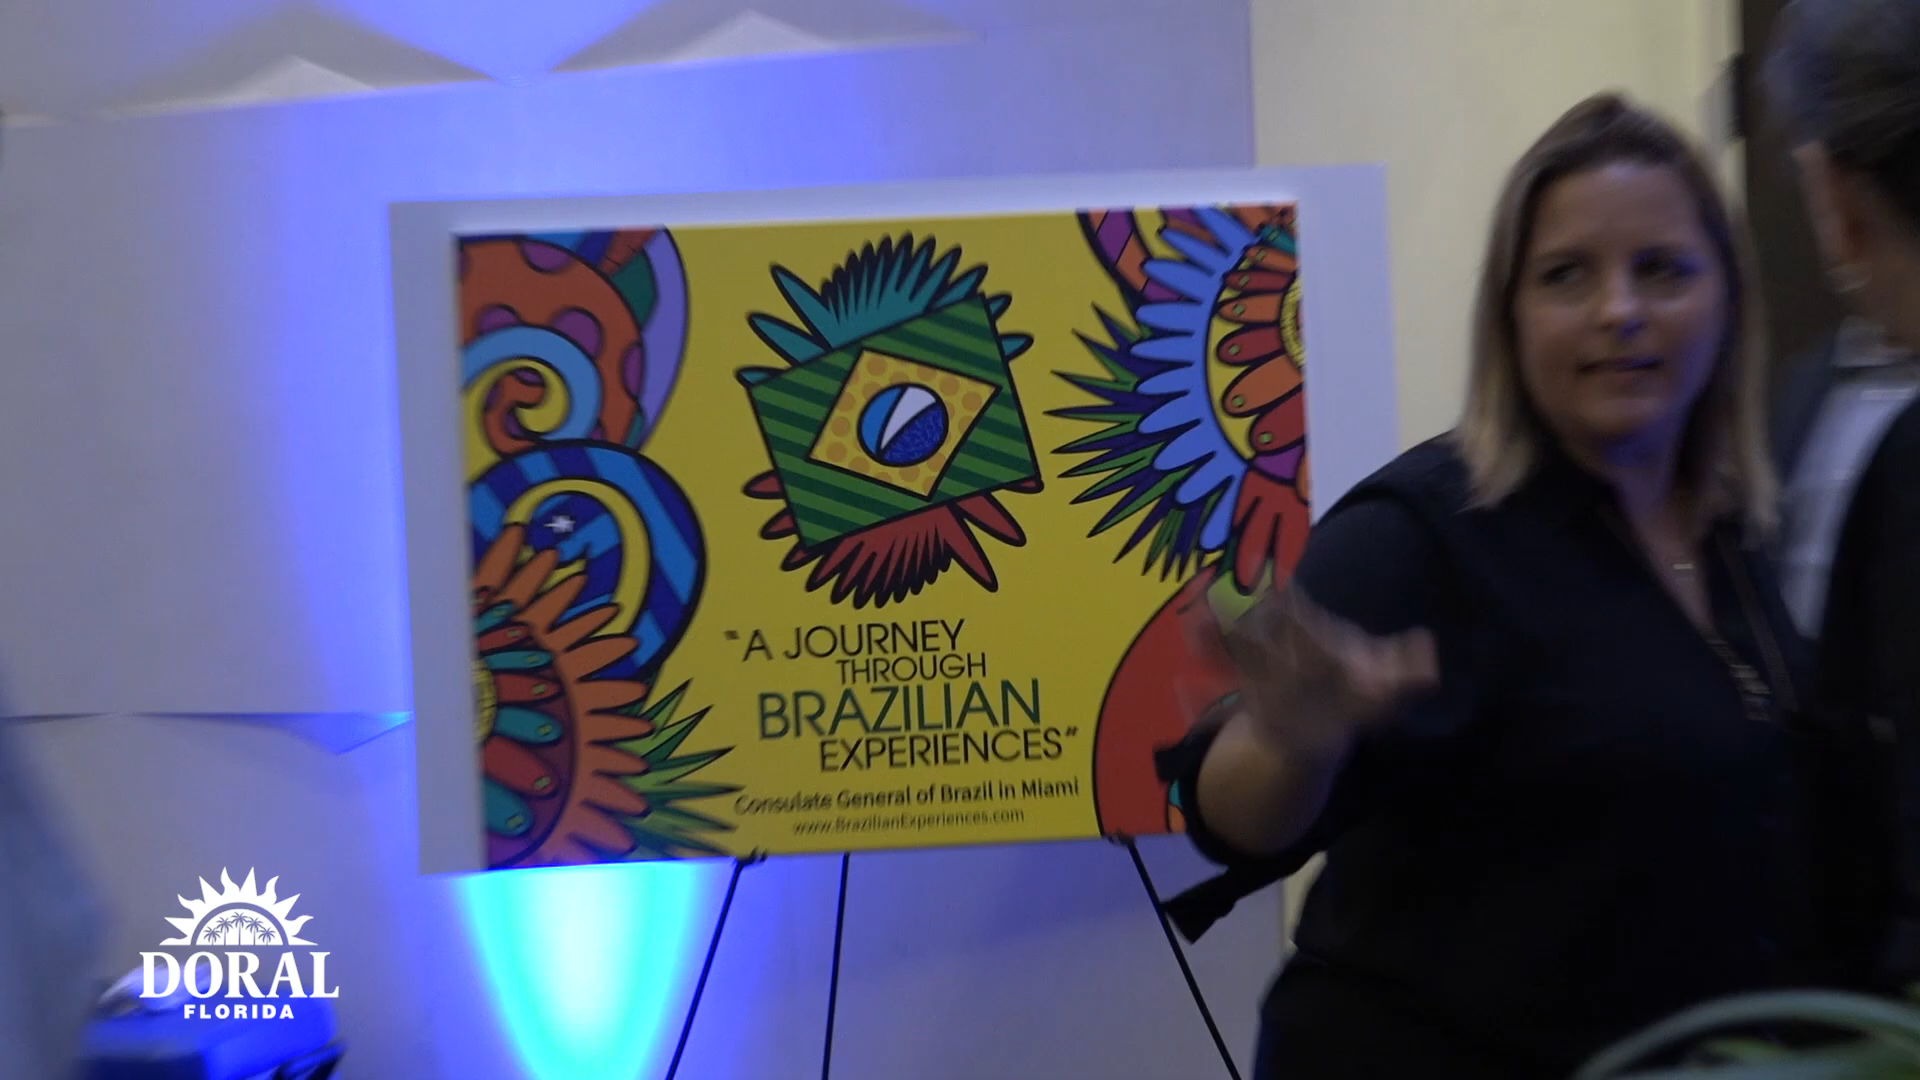 "A JOURNEY
THROUGH
BRAZILIAN
EXPERIENCES"
Consulate General of Brazil in Miami
www.BrazilianExperiences.com
DORAL
FLORIDA